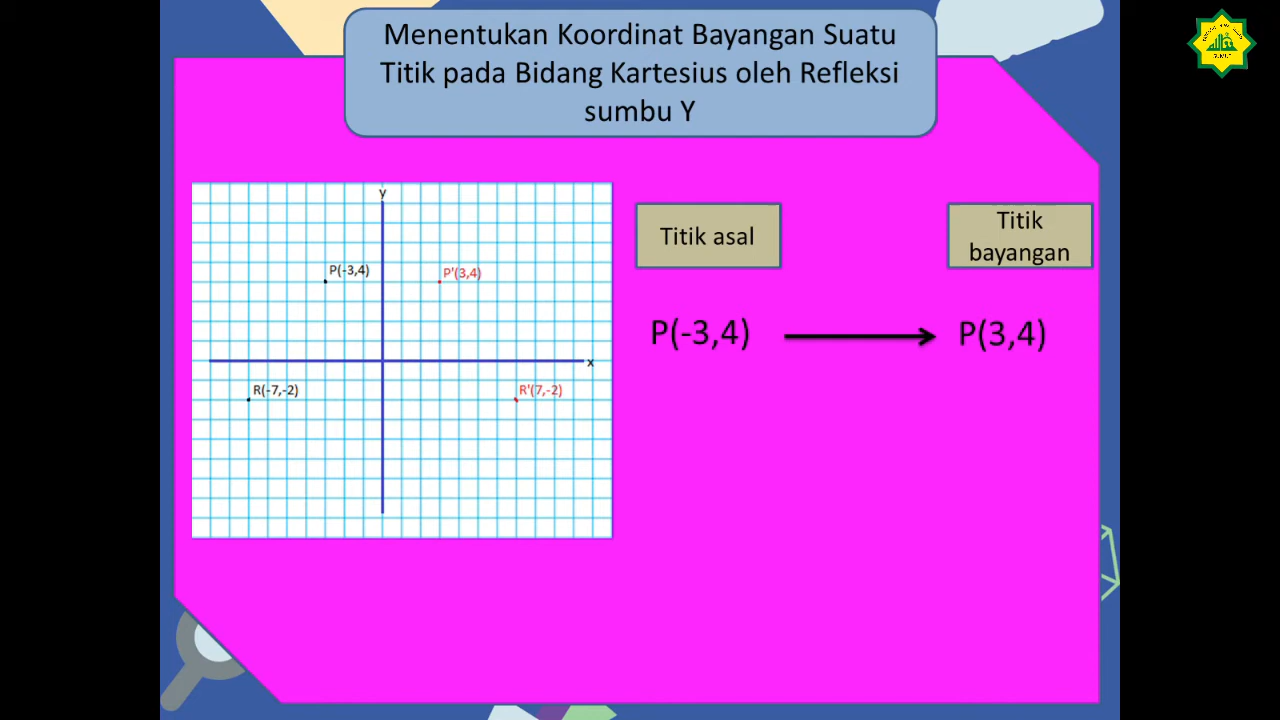 Menentukan Koordinat Bayangan Suatu
Titik pada Bidang Kartesius oleh Refleksi
sumbu Y
y
P(-3,4)
P'(3,4)
x
R(-7,-2)
R'(7,-2)
Titik asal
Titik
bayangan
P(-3,4)
P(3,4)